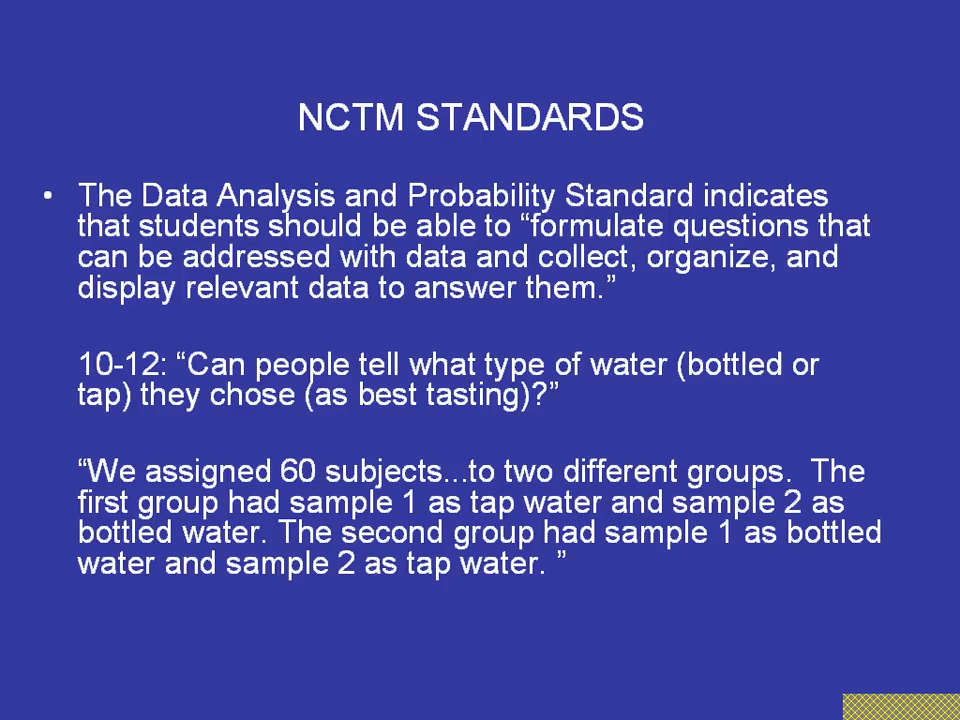 NCTM STANDARDS
• The Data Analysis and Probability Standard indicates
that students should be able to “formulate questions that
can be addressed with data and collect, organize, and
display relevant data to answer them.”
10-12: “Can people tell what type of water (bottled or
tap) they chose (as best tasting)?”
“We assigned 60 subjects...to two different groups.  The
first group had sample 1 as tap water and sample 2 as
bottled water. The second group had sample 1 as bottled
water and sample 2 as tap water. ”